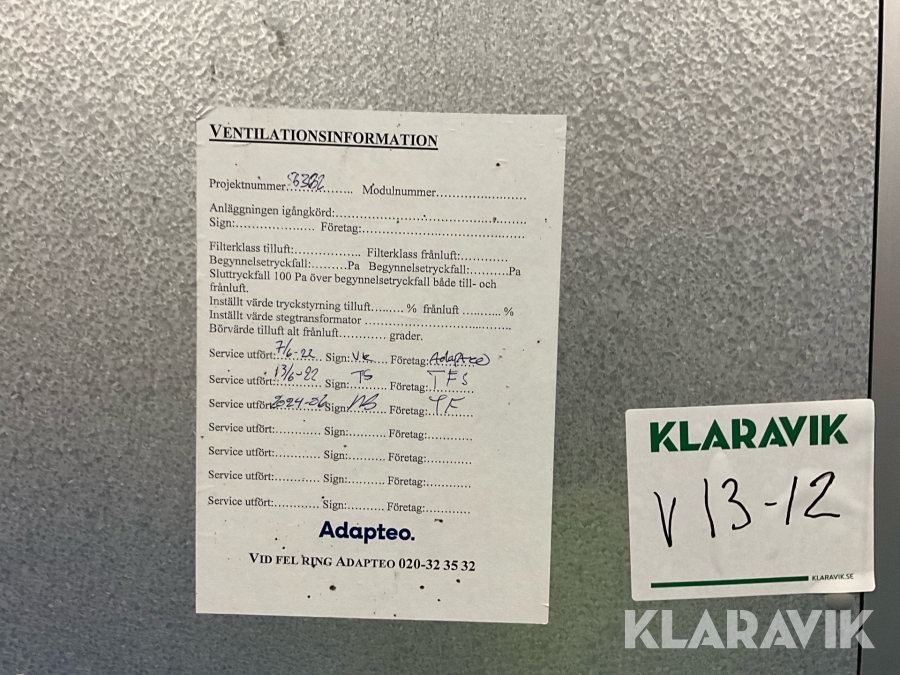 VENTILATIONSINFORMATION
Projektnummer:............... Modulnummer.......................
Anläggningen igångkörd:................................................
Sign:.................... Företag:..........................................
Filterklass tilluft:................. Filterklass frånluft:............
Begynnelsetryckfall:.........Pa Begynnelsetryckfall:.........Pa
Sluttryckfall 100 Pa över begynnelsetryckfall både till- och
frånluft.
Inställt värde tryckstyrning tilluft........ % frånluft .......... %
Inställt värde stegtransformator ......................................
Börvärde tilluft alt frånluft............ grader.
Service utfört: 7/6-22 Sign: VK Företag: Adapteo
Service utfört: 13/6-22 Sign: TS Företag: TFS
Service utfört: Sign: Företag:
Service utfört:............ Sign:.......... Företag:............
Service utfört:............ Sign:.......... Företag:............
Service utfört:............ Sign:.......... Företag:............
Service utfört:............ Sign:.......... Företag:............
Adapteo.
VID FEL RING ADAPTEO 020-32 35 32
KLARAVIK
V 13-12
KLARAVIK.SE
KLARAVIK